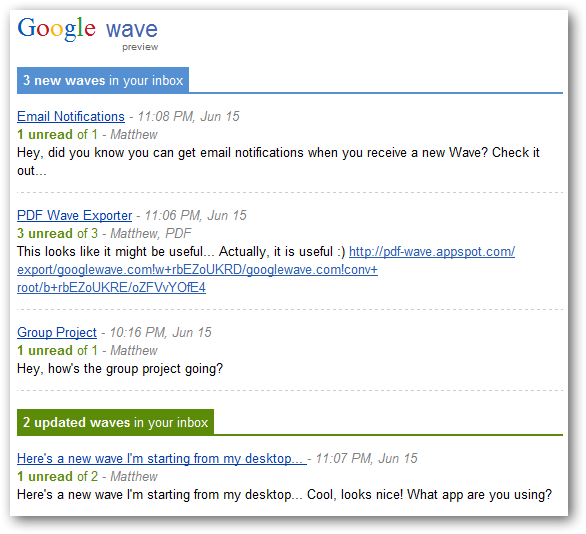 Google wave
preview
3 new waves in your inbox
Email Notifications - 11:08 PM, Jun 15
1 unread of 1 - Matthew
Hey, did you know you can get email notifications when you receive a new Wave? Check it
out...
PDF Wave Exporter - 11:06 PM, Jun 15
3 unread of 3 - Matthew, PDF
This looks like it might be useful... Actually, it is useful :) http://pdf-wave.appspot.com/
export/googlewave.com!w+rbEZoUKRD/googlewave.com!conv+
root/b+rbEZoUKRE/oZFVvYOfE4
Group Project - 10:16 PM, Jun 15
1 unread of 1 - Matthew
Hey, how's the group project going?
2 updated waves in your inbox
Here's a new wave I'm starting from my desktop... - 11:07 PM, Jun 15
1 unread of 2 - Matthew
Here's a new wave I'm starting from my desktop... Cool, looks nice! What app are you using?